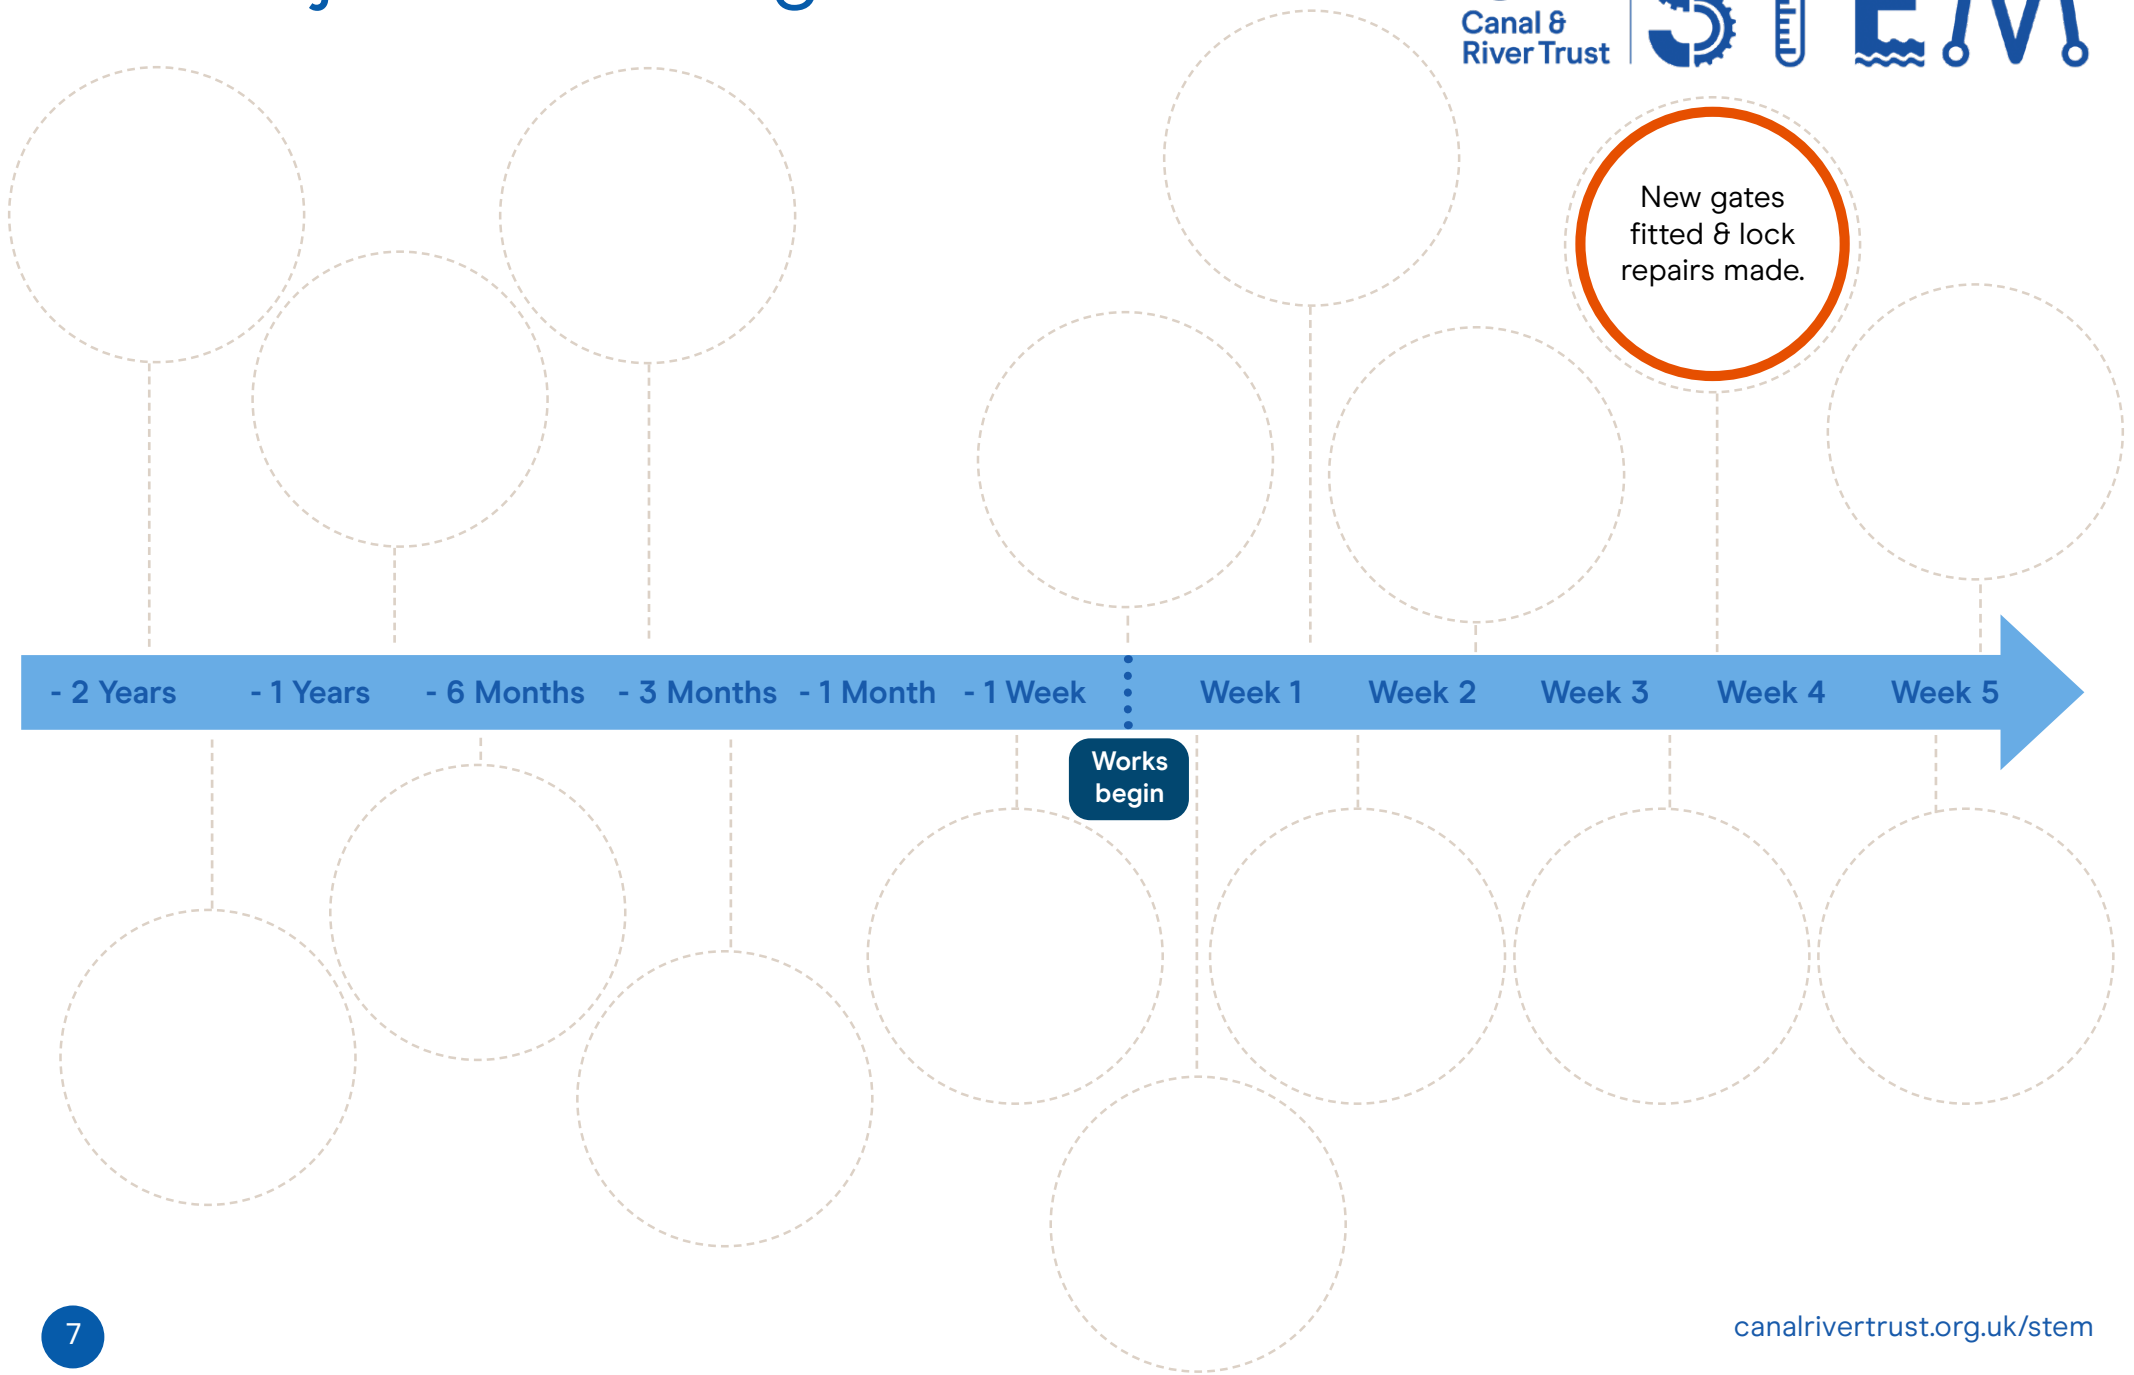 Canal &
River Trust
STEM
New gates
fitted & lock
repairs made.
- 2 Years
- 1 Years
- 6 Months
- 3 Months
- 1 Month
- 1 Week
Week 1
Week 2
Week 3
Week 4
Week 5
Works
begin
7
canalrivertrust.org.uk/stem